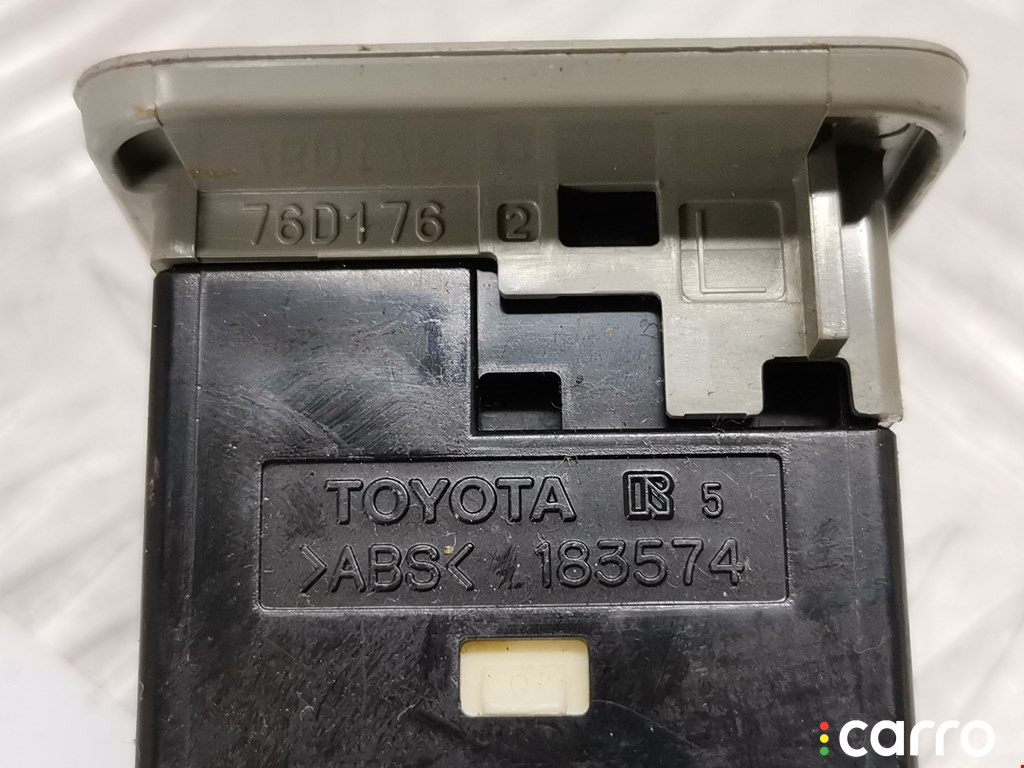 76D176 2 L
TOYOTA R 5
>ABS< 183574
carro